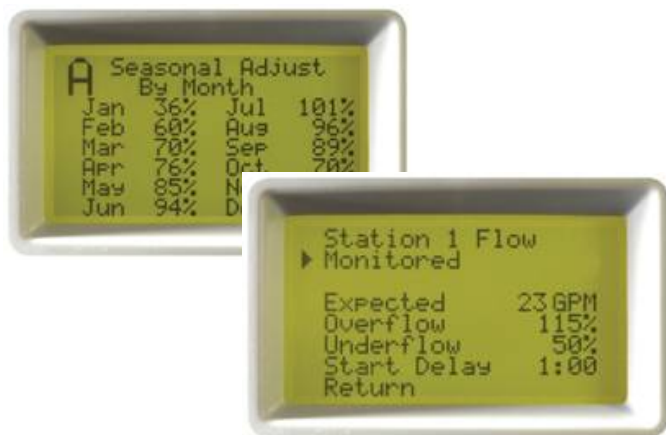 A Seasonal Adjust
By Month
Jan 36% Jul 101%
Feb 60% Aug 96%
Mar 70% Sep 89%
Apr 76% Oct 70%
May 85%
Jun 94%
Station 1 Flow
Monitored
Expected 23 GPM
Overflow 115%
Underflow 50%
Start Delay 1:00
Return